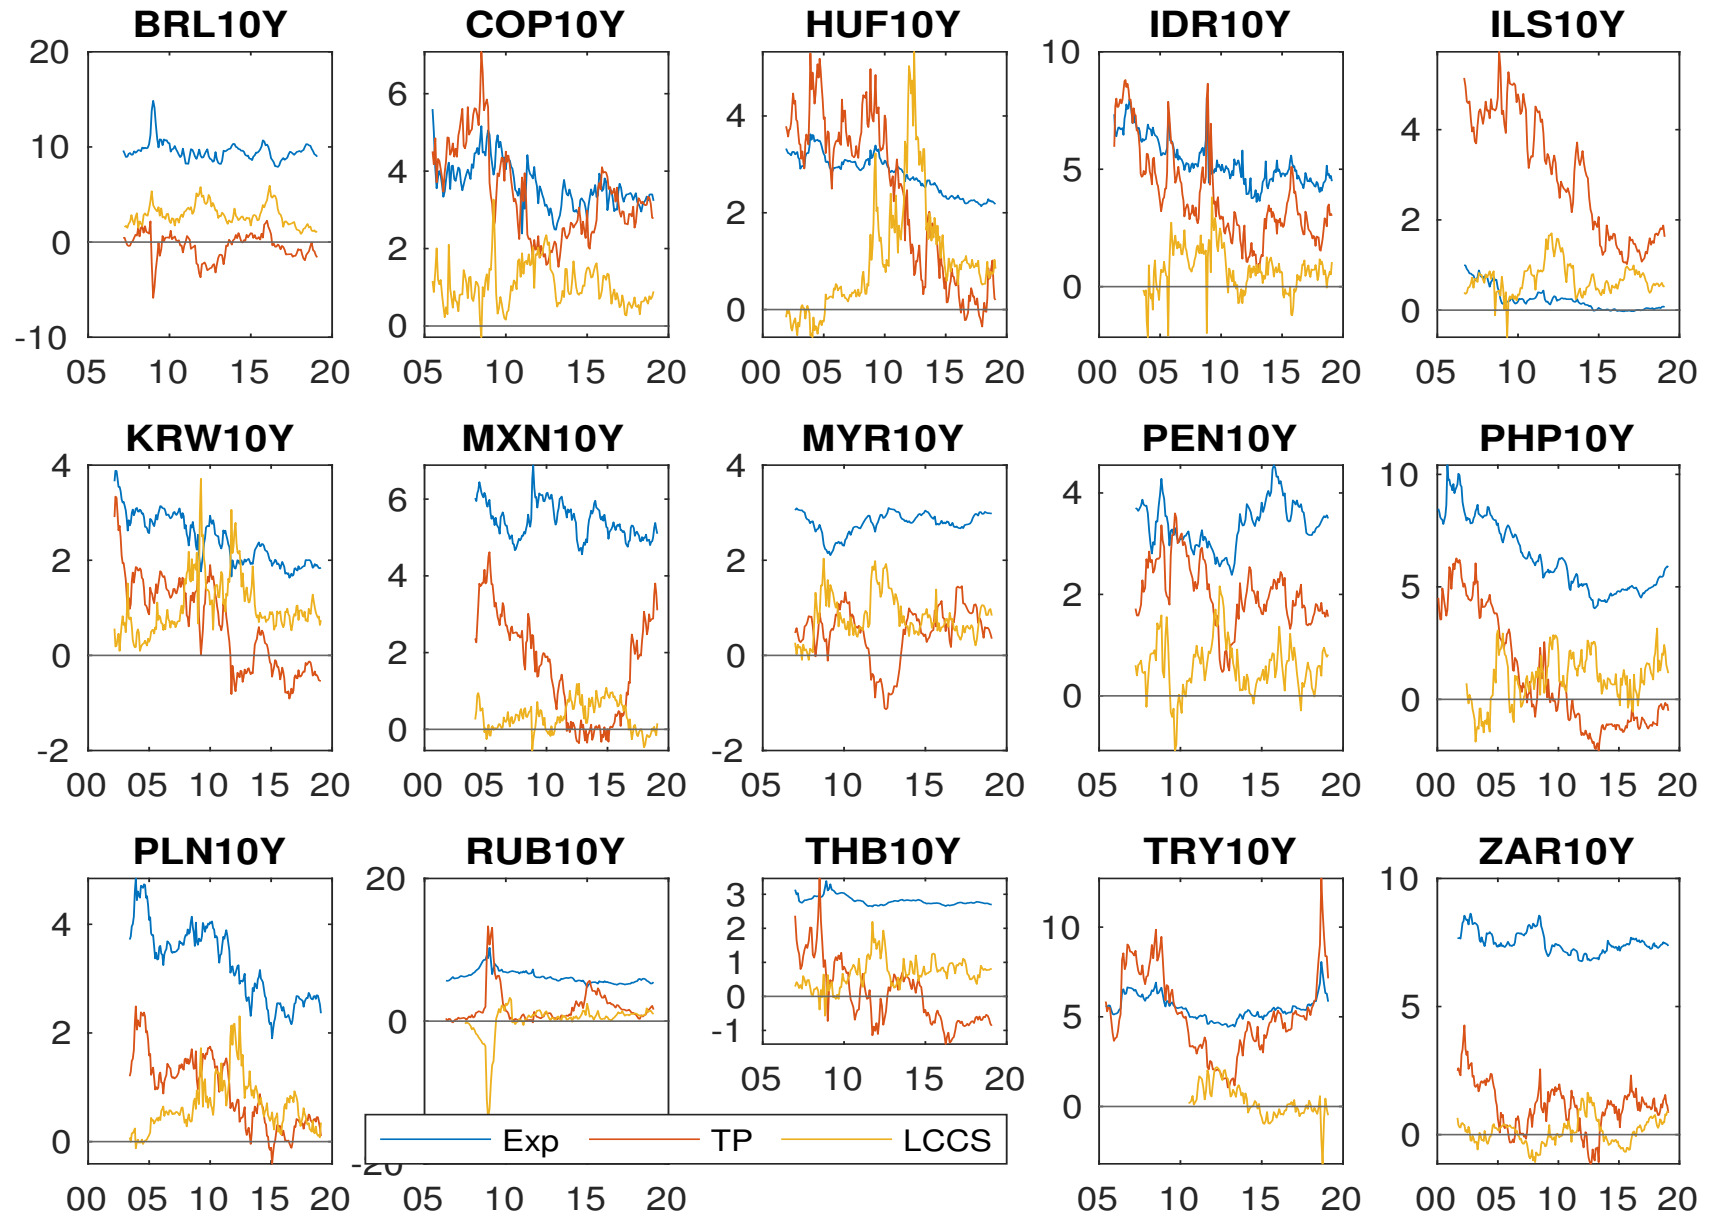 BRL10Y COP10Y HUF10Y IDR10Y ILS10Y
20 10 0 -10
6 4 2 0
4 2 0
10 5 0
4 2 0
05 10 15 20 05 10 15 20 00 05 10 15 20 00 05 10 15 20 05 10 15 20
KRW10Y MXN10Y MYR10Y PEN10Y PHP10Y
4 2 0 -2
6 4 2 0
4 2 0 -2
4 2 0
10 5 0
00 05 10 15 20 00 05 10 15 20 05 10 15 20 05 10 15 20 00 05 10 15 20
PLN10Y RUB10Y THB10Y TRY10Y ZAR10Y
4 2 0
20 0 -20
3 2 1 0 -1
10 5 0
10 5 0
05 10 15 20
Exp TP LCCS
00 05 10 15 20 05 10 15 20 05 10 15 20 00 05 10 15 20